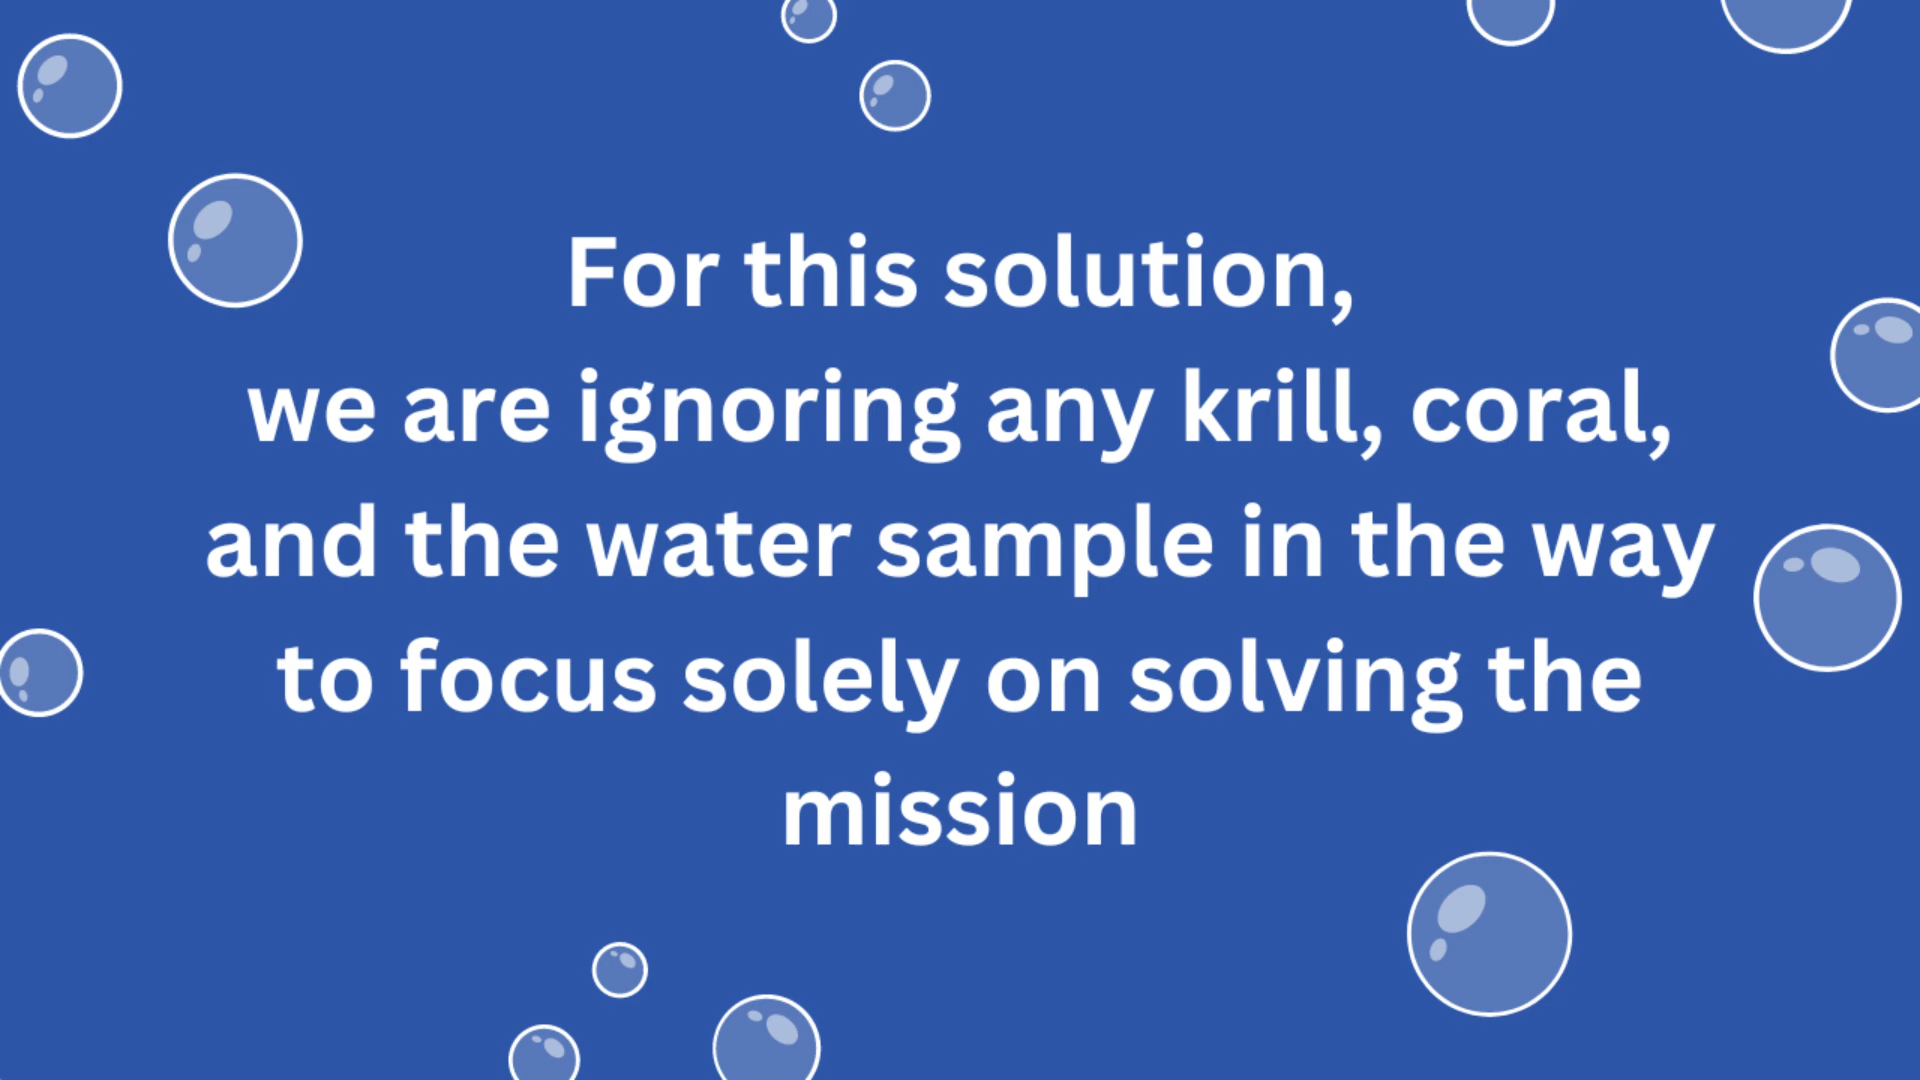 For this solution,
we are ignoring any krill, coral,
and the water sample in the way
to focus solely on solving the
mission